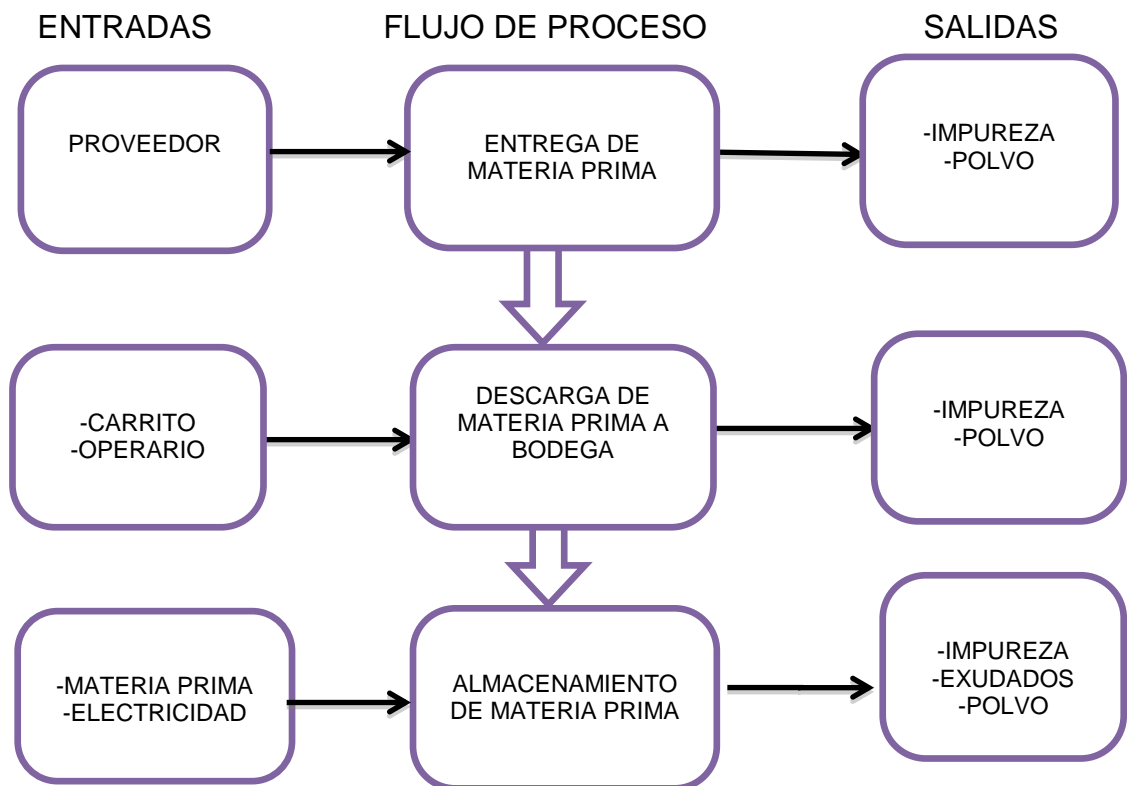 ENTRADAS
FLUJO DE PROCESO
SALIDAS
PROVEEDOR
ENTREGA DE
MATERIA PRIMA
-IMPUREZA
-POLVO
-CARRITO
-OPERARIO
DESCARGA DE
MATERIA PRIMA A
BODEGA
-IMPUREZA
-POLVO
-MATERIA PRIMA
-ELECTRICIDAD
ALMACENAMIENTO
DE MATERIA PRIMA
-IMPUREZA
-EXUDADOS
-POLVO